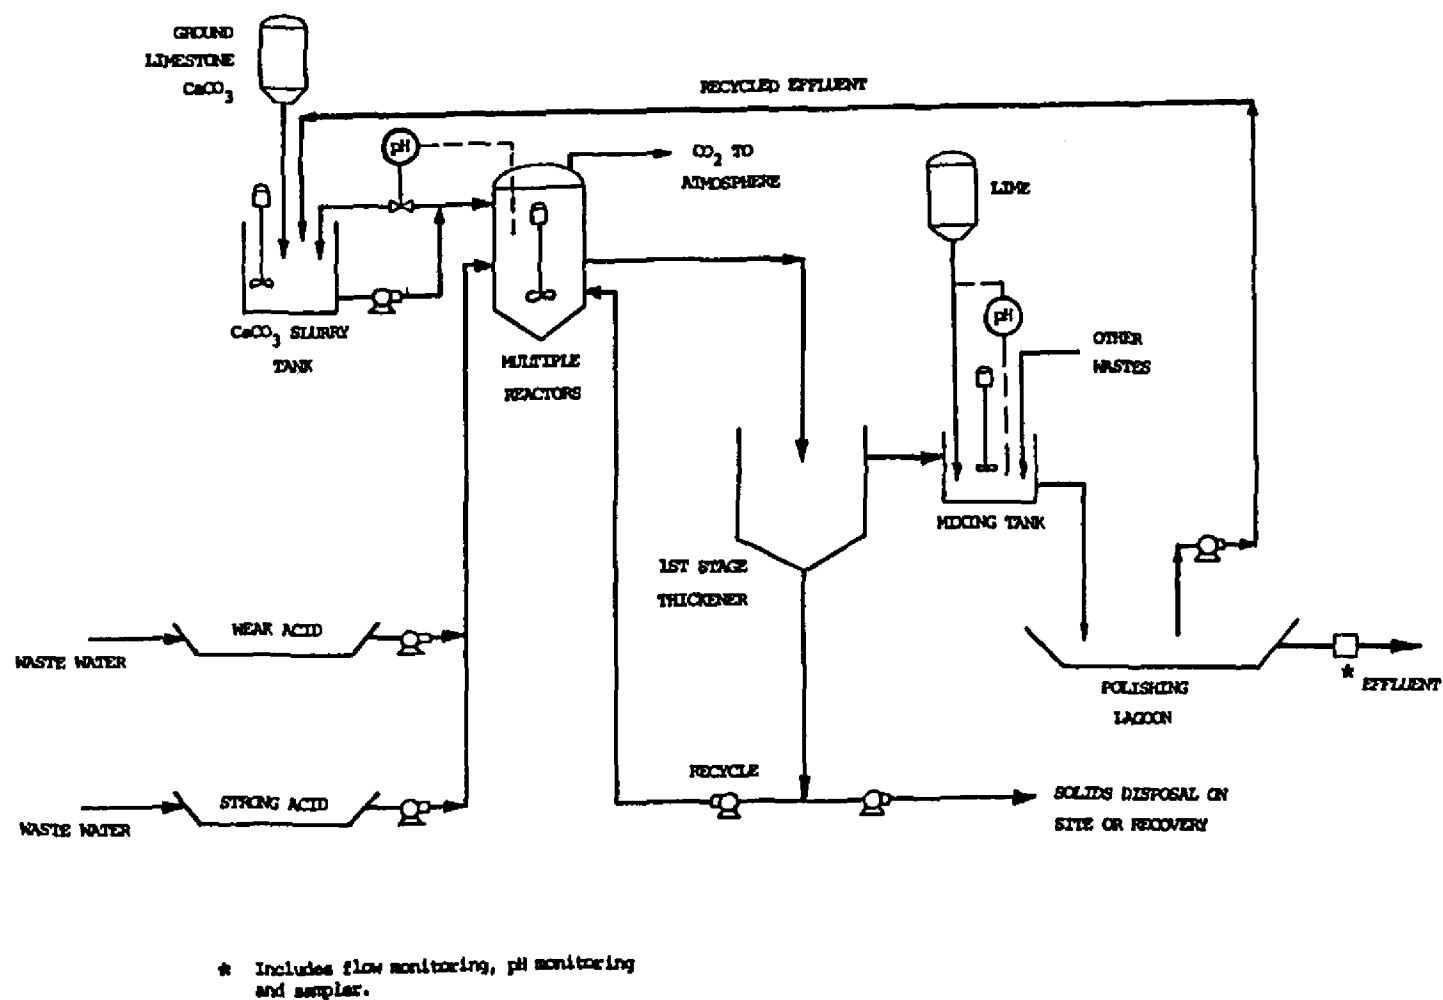 GROUND
LIMESTONE
CaCO3
RECYCLED EFFLUENT
pH
CO2 TO
ATMOSPHERE
LIME
pH
CaCO3 SLURRY
TANK
MULTIPLE
REACTORS
OTHER
WASTES
MIXING TANK
1ST STAGE
THICKENER
WEAK ACID
WASTE WATER
POLISHING
LAGOON
* EFFLUENT
RECYCLE
STRONG ACID
WASTE WATER
SOLIDS DISPOSAL ON
SITE OR RECOVERY
* Includes flow monitoring, pH monitoring
and sampler.